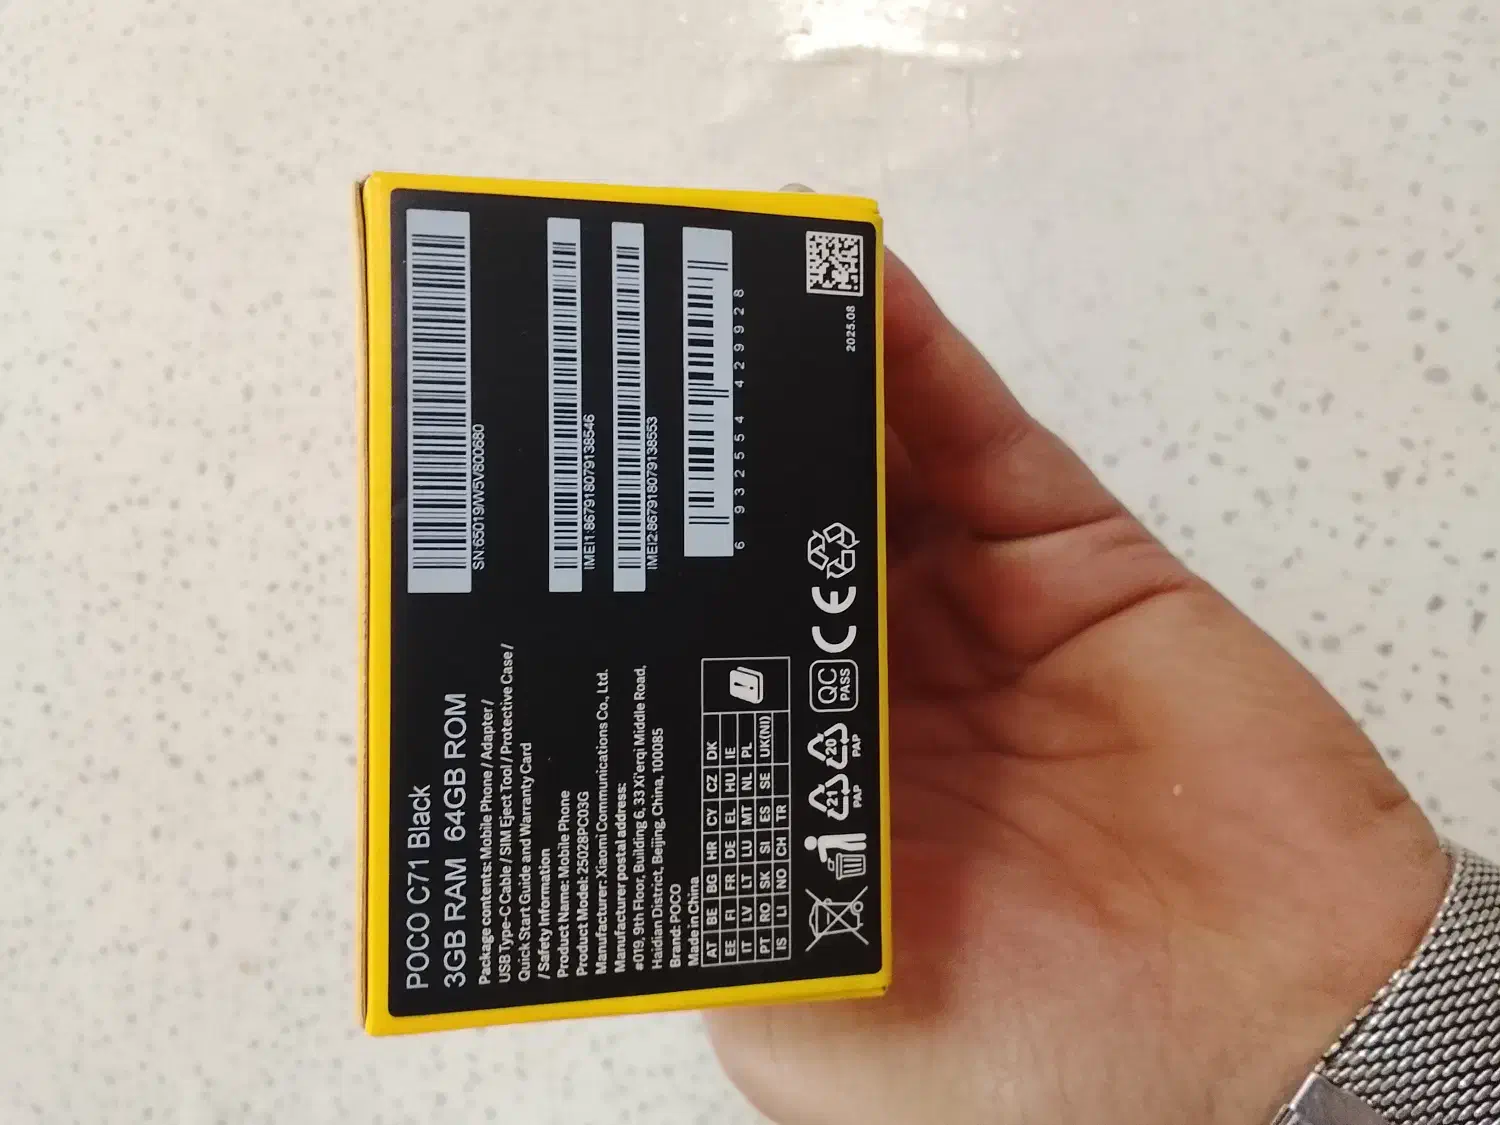 POCO C71 Black
3GB RAM 64GB ROM
Package contents: Mobile Phone / Adapter /
USB Type-C Cable / SIM Eject Tool / Protective Case /
Quick Start Guide and Warranty Card
/ Safety Information
Product Name: Mobile Phone
Product Model: 25028PC03G
Manufacturer: Xiaomi Communications Co., Ltd.
Manufacturer postal address:
#019, 9th Floor, Building 6, 33 Xi'erqi Middle Road,
Haidian District, Beijing, China, 100085
Brand: POCO
Made in China
AT BE BG HR CY CZ DK
EE FI FR DE EL HU IE
IT LV LT LU MT NL PL
PT RO SK SI ES SE UK(NI)
IS LI NO CH TR
SN:65019/W5V800680
IMEI1:867918079138546
IMEI2:867918079138553
6 932554 429928
21
PAP
20
PAP
QC
PASS
CE
2025.08